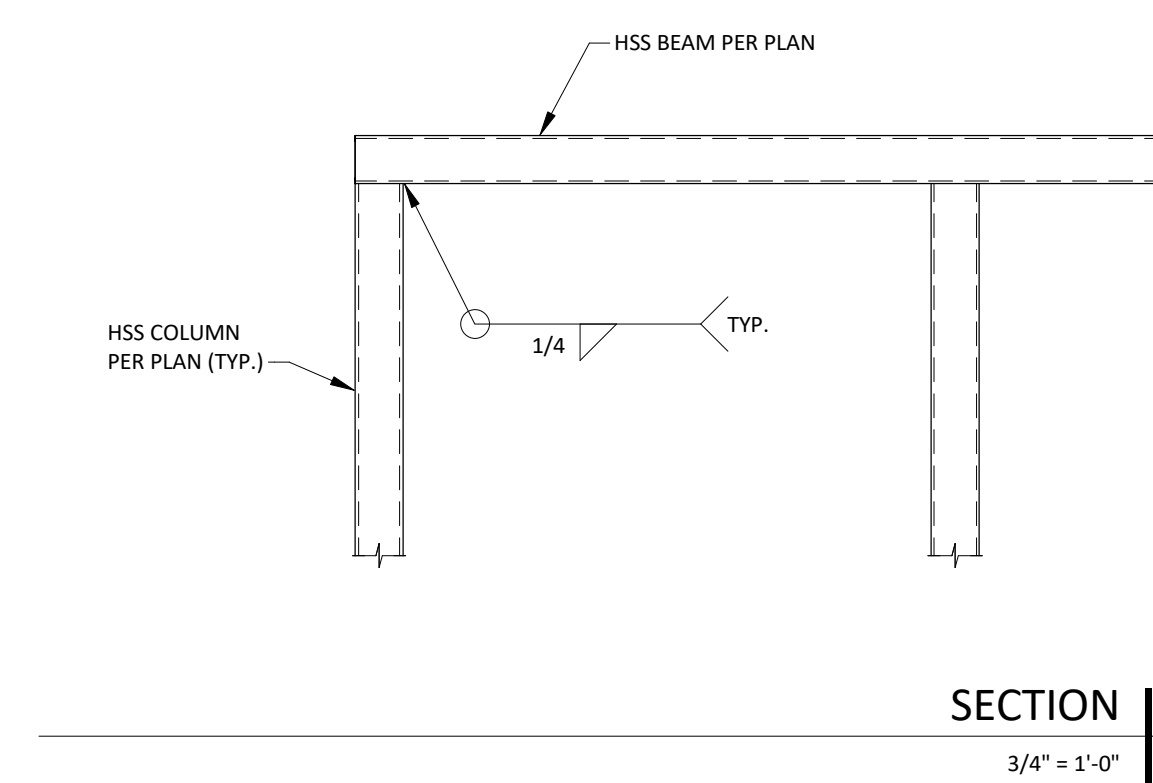 HSS BEAM PER PLAN
HSS COLUMN
PER PLAN (TYP.)
1/4
TYP.
SECTION
3/4" = 1'-0"